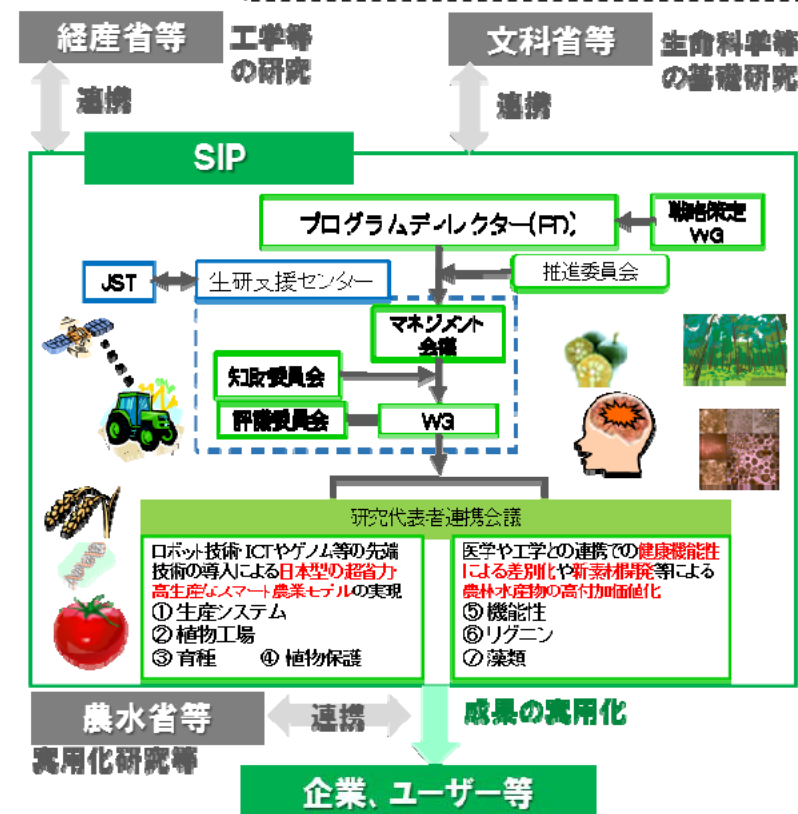 経産省等
工学等
の研究
文科省等
生命科学等
の基礎研究
連携
連携
SIP
プログラムディレクター(PD)
戦略策定
WG
JST
生研支援センター
推進委員会
マネジメント
会議
知財委員会
評議委員会
WG
研究代表者連携会議
ロボット技術・ICTやゲノム等の先端
技術の導入による日本型の超省力・
高生産なスマート農業モデルの実現
① 生産システム
② 植物工場
③ 育種 ④ 植物保護
医学や工学との連携での健康機能性
による差別化や新素材開発等による
農林水産物の高付加価値化
⑤ 機能性
⑥ リグニン
⑦ 藻類
農水省等
連携
成果の実用化
実用化研究等
企業、ユーザー等